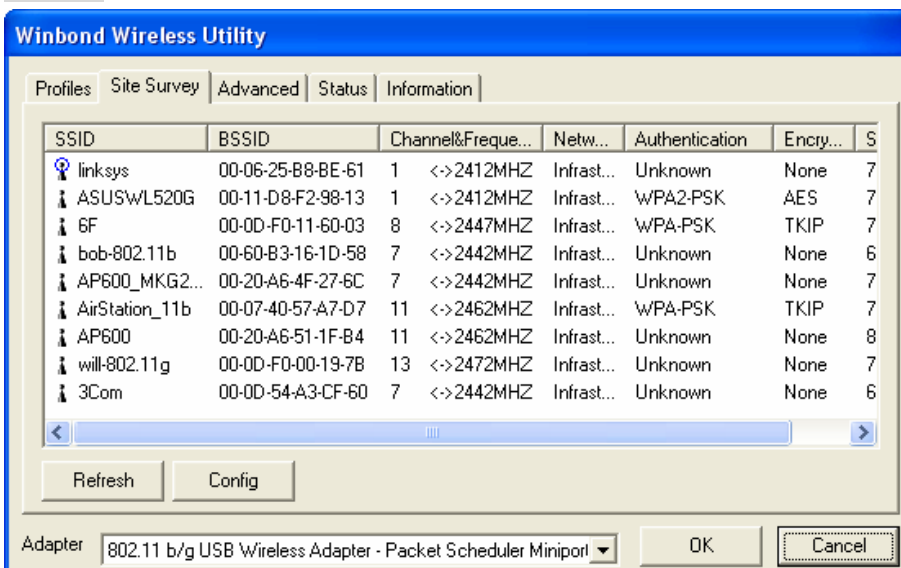 Winbond Wireless Utility
Profiles Site Survey Advanced Status Information
SSID BSSID Channel&Freque... Netw... Authentication Encry... S
linksys 00-06-25-B8-BE-61 1 <->2412MHZ Infrast... Unknown None 7
ASUSWL520G 00-11-D8-F2-98-13 1 <->2412MHZ Infrast... WPA2-PSK AES 7
6F 00-0D-F0-11-60-03 8 <->2447MHZ Infrast... WPA-PSK TKIP 7
bob-802.11b 00-60-B3-16-1D-58 7 <->2442MHZ Infrast... Unknown None 6
AP600_MKG2... 00-20-A6-4F-27-6C 7 <->2442MHZ Infrast... Unknown None 7
AirStation_11b 00-07-40-57-A7-D7 11 <->2462MHZ Infrast... WPA-PSK TKIP 7
AP600 00-20-A6-51-1F-B4 11 <->2462MHZ Infrast... Unknown None 8
will-802.11g 00-0D-F0-00-19-7B 13 <->2472MHZ Infrast... Unknown None 7
3Com 00-0D-54-A3-CF-60 7 <->2442MHZ Infrast... Unknown None 6
Refresh Config
Adapter 802.11 b/g USB Wireless Adapter - Packet Scheduler Miniport OK Cancel